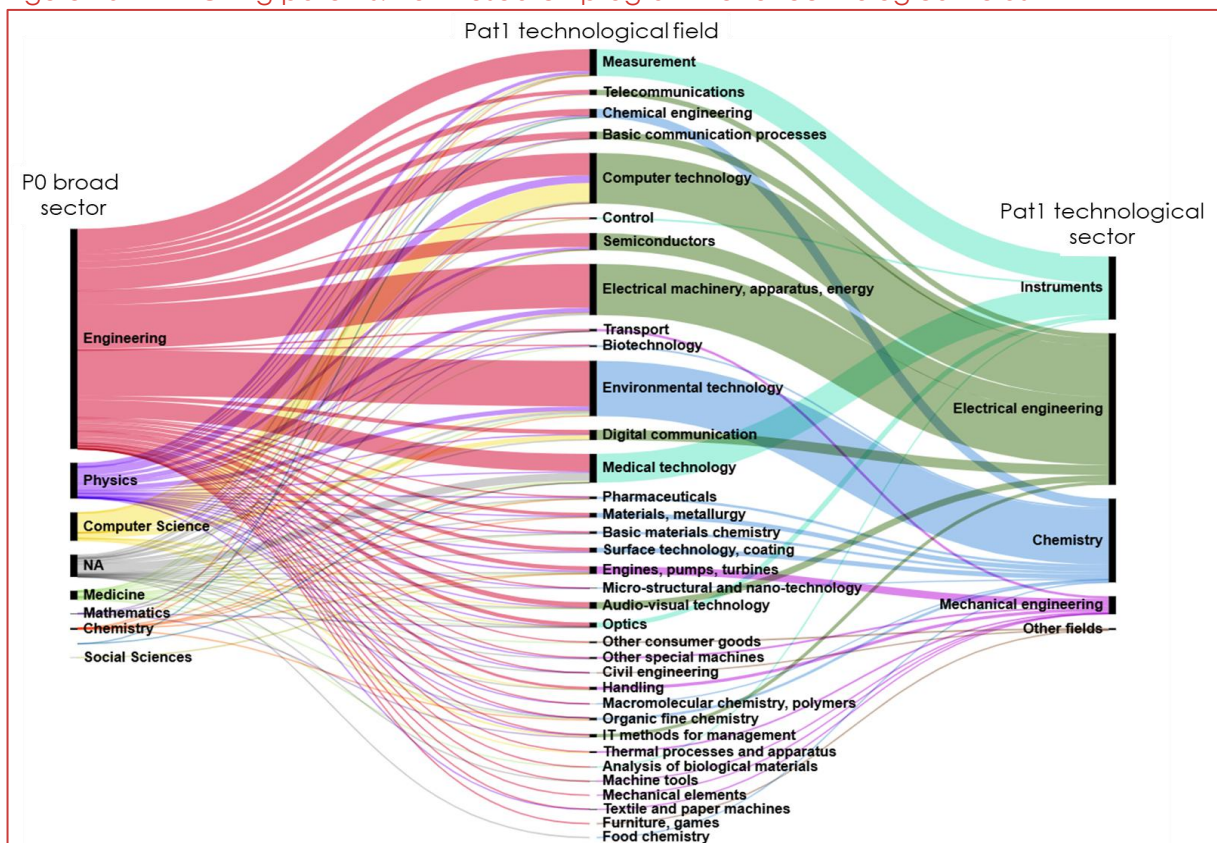 Pat1 technological field
Measurement
Telecommunications
Chemical engineering
Basic communication processes
P0 broad
sector
Computer technology
Pat1 technological
sector
Control
Semiconductors
Electrical machinery, apparatus, energy
Instruments
Engineering
Transport
Biotechnology
Environmental technology
Electrical engineering
Digital communication
Medical technology
Physics
Pharmaceuticals
Materials, metallurgy
Computer Science
Basic materials chemistry
Chemistry
Surface technology, coating
NA
Engines, pumps, turbines
Micro-structural and nano-technology
Medicine
Audio-visual technology
Mechanical engineering
Mathematics
Optics
Chemistry
Other fields
Other consumer goods
Social Sciences
Other special machines
Civil engineering
Handling
Macromolecular chemistry, polymers
Organic fine chemistry
IT methods for management
Thermal processes and apparatus
Analysis of biological materials
Machine tools
Mechanical elements
Textile and paper machines
Furniture, games
Food chemistry